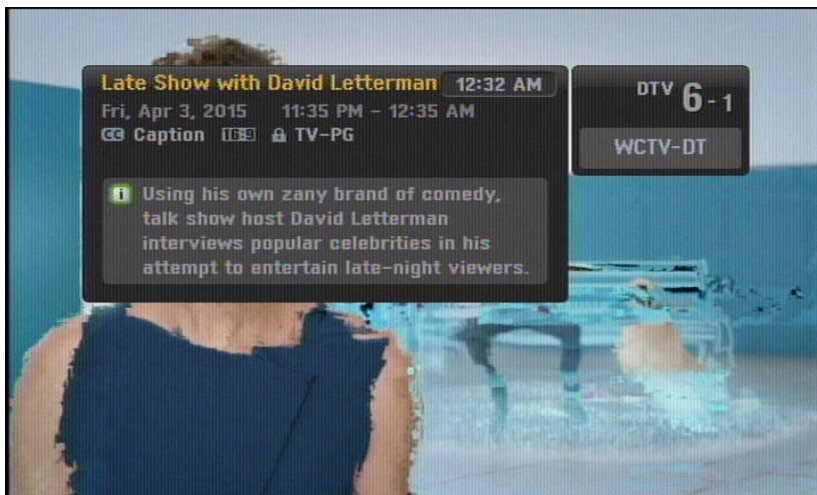 Late Show with David Letterman 12:32 AM
Fri, Apr 3, 2015 11:35 PM - 12:35 AM
CC Caption 16:9 TV-PG
i Using his own zany brand of comedy,
talk show host David Letterman
interviews popular celebrities in his
attempt to entertain late-night viewers.
DTV 6-1
WCTV-DT